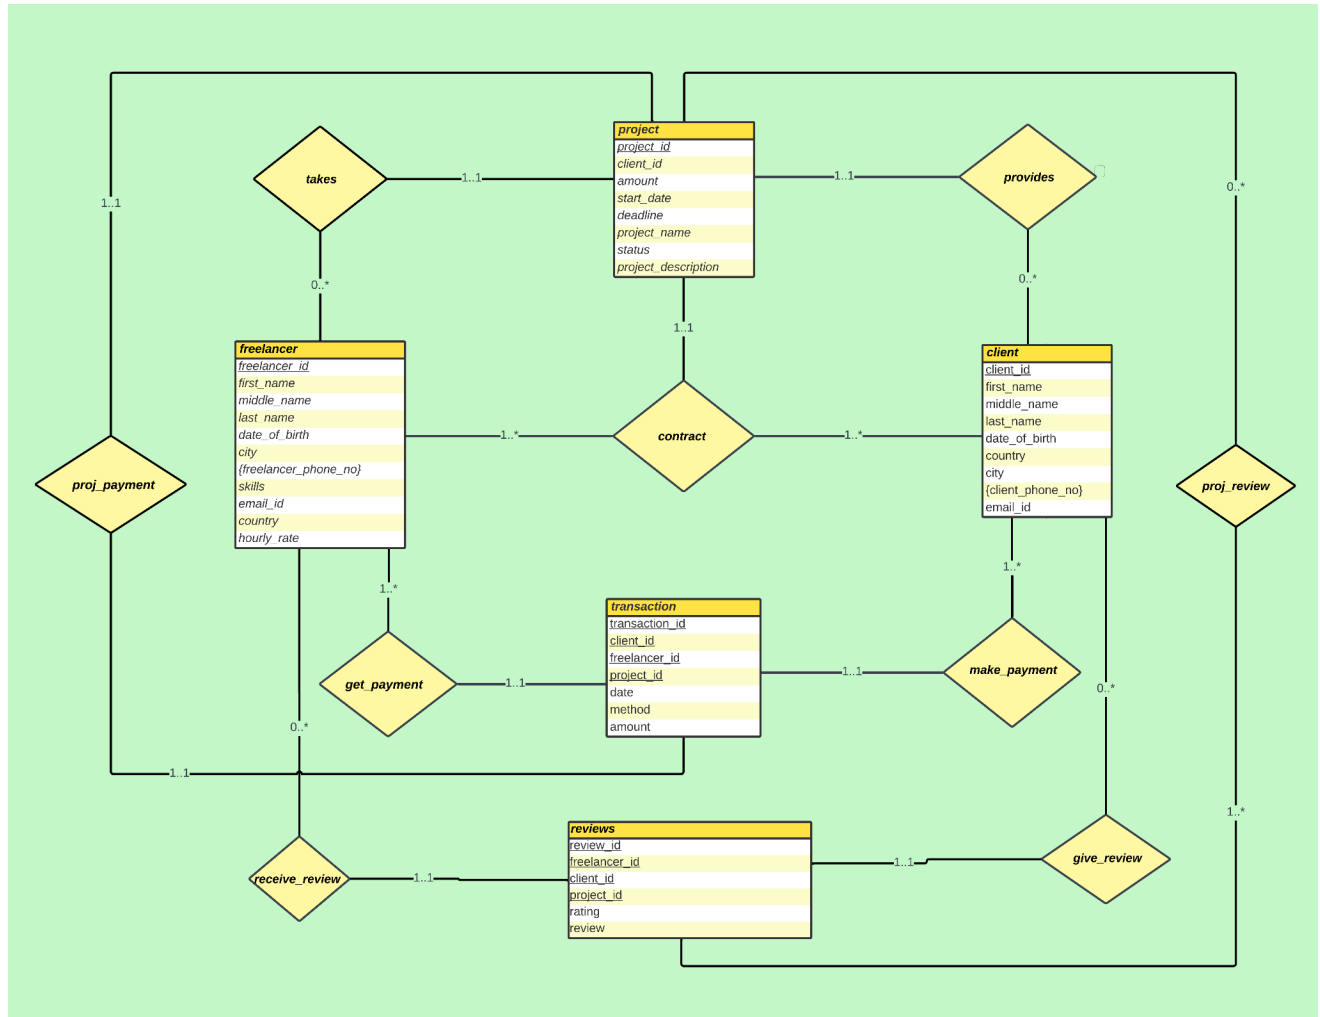 project
project_id
client_id
amount
start_date
deadline
project_name
status
project_description
takes
1..1
1..1
provides
1..1
0..*
0..*
0..*
1..1
freelancer
freelancer_id
first_name
middle_name
last_name
date_of_birth
city
{freelancer_phone_no}
skills
email_id
country
hourly_rate
client
client_id
first_name
middle_name
last_name
date_of_birth
country
city
{client_phone_no}
email_id
1..*
contract
1..*
proj_payment
proj_review
1..*
1..*
transaction
transaction_id
client_id
freelancer_id
project_id
date
method
amount
get_payment
1..1
1..1
make_payment
0..*
0..*
1..1
1..*
reviews
review_id
freelancer_id
client_id
project_id
rating
review
receive_review
1..1
1..1
give_review